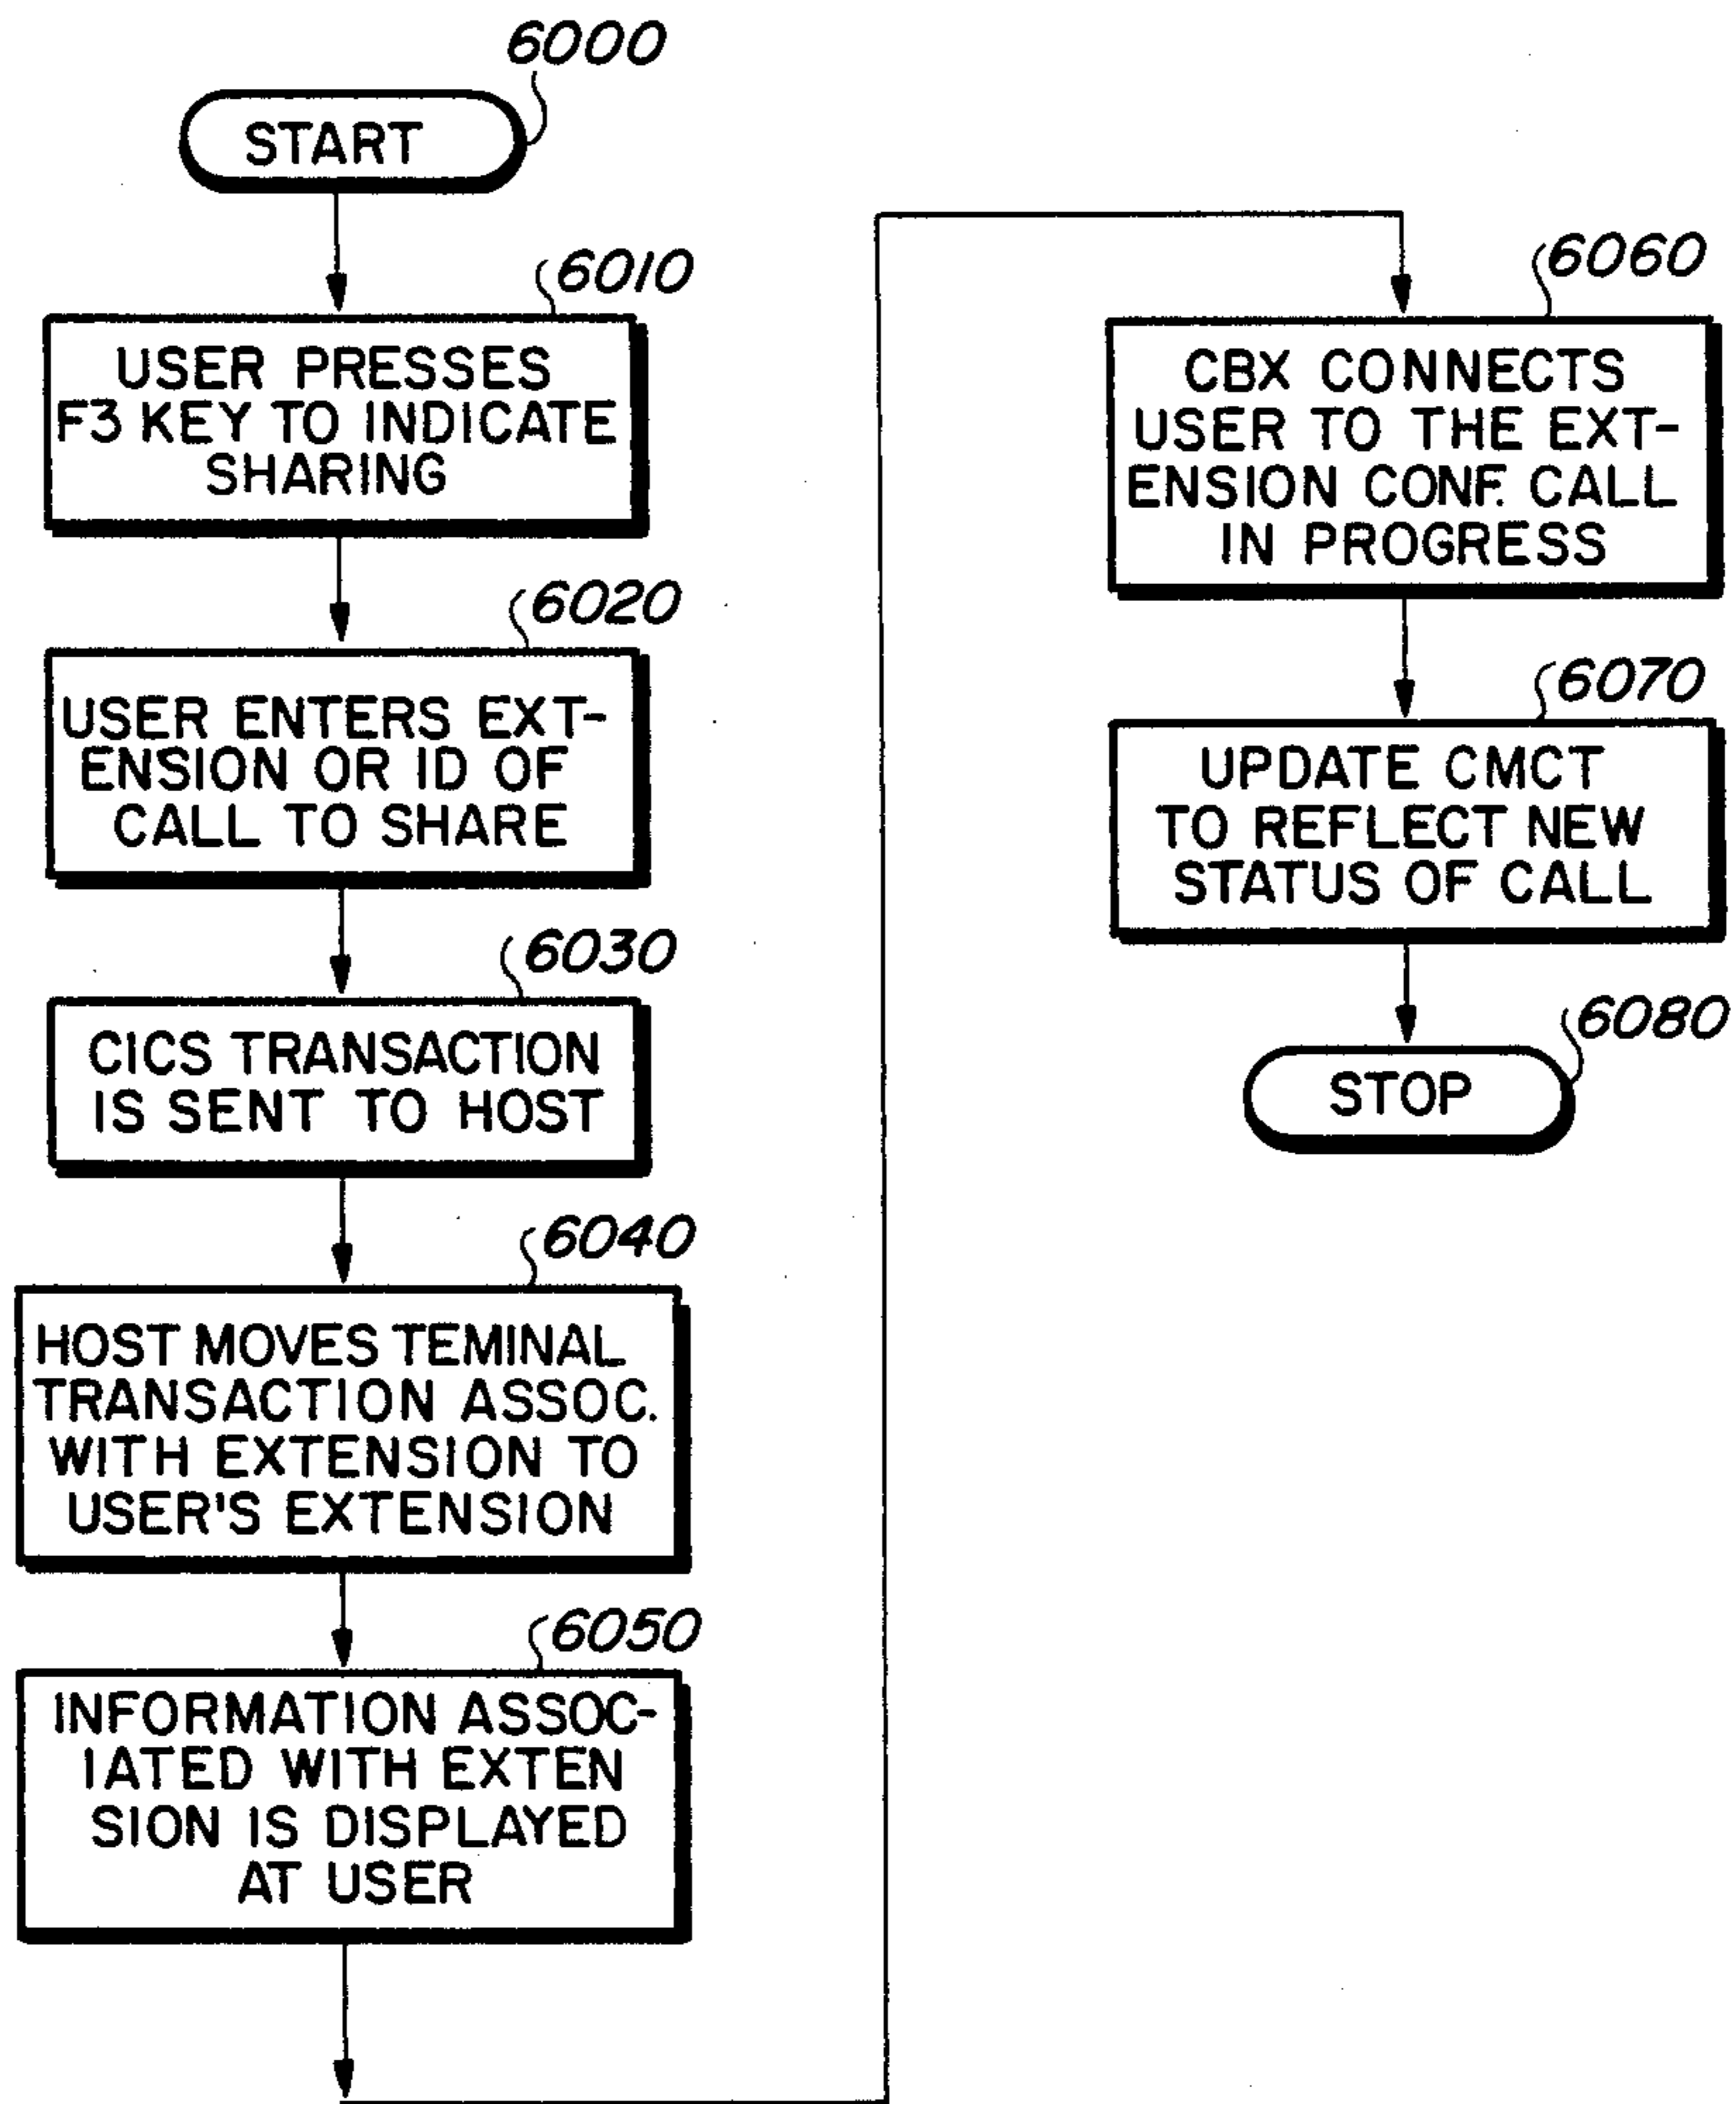 6000
START
6010
USER PRESSES
F3 KEY TO INDICATE
SHARING
6020
USER ENTERS EXT-
ENSION OR ID OF
CALL TO SHARE
6030
CICS TRANSACTION
IS SENT TO HOST
6040
HOST MOVES TEMINAL
TRANSACTION ASSOC.
WITH EXTENSION TO
USER'S EXTENSION
6050
INFORMATION ASSOC-
IATED WITH EXTEN
SION IS DISPLAYED
AT USER
6060
CBX CONNECTS
USER TO THE EXT-
ENSION CONF. CALL
IN PROGRESS
6070
UPDATE CMCT
TO REFLECT NEW
STATUS OF CALL
6080
STOP